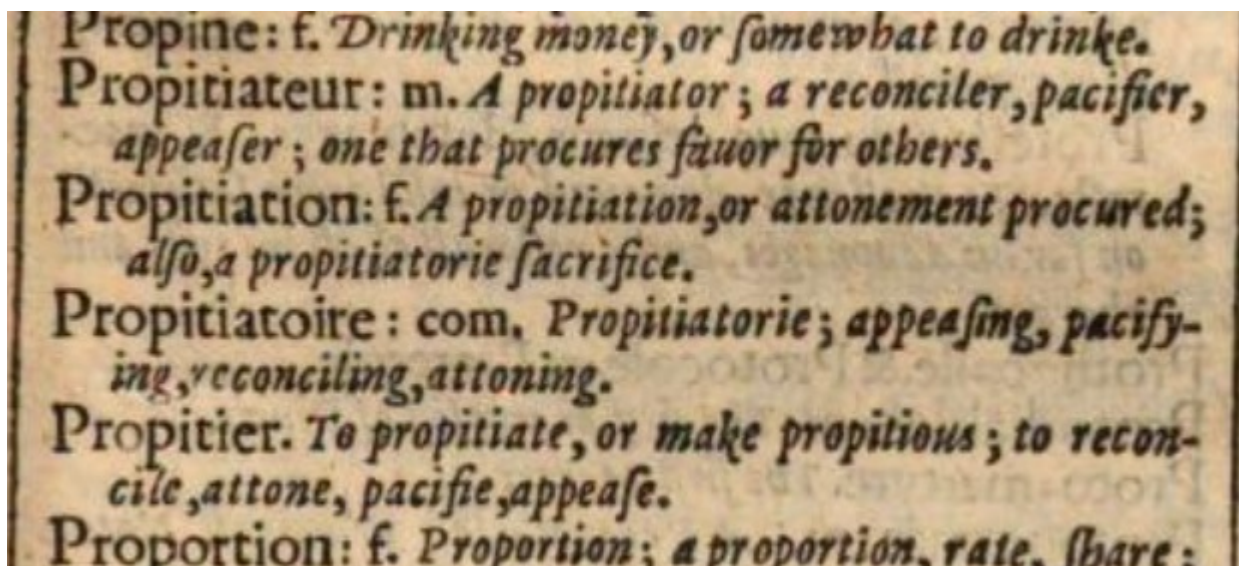 Propine: f. Drinking money, or ſomewhat to drinke.
Propitiateur: m. A propitiator; a reconciler, pacifier,
appeaſer; one that procures fauor for others.
Propitiation: f. A propitiation, or attonement procured;
alſo, a propitiatorie ſacrifice.
Propitiatoire: com. Propitiatorie; appeaſing, pacify-
ing, reconciling, attoning.
Propitier. To propitiate, or make propitious; to recon-
cile, attone, pacifie, appeaſe.
Proportion: f. Proportion; a proportion, rate, ſhare;